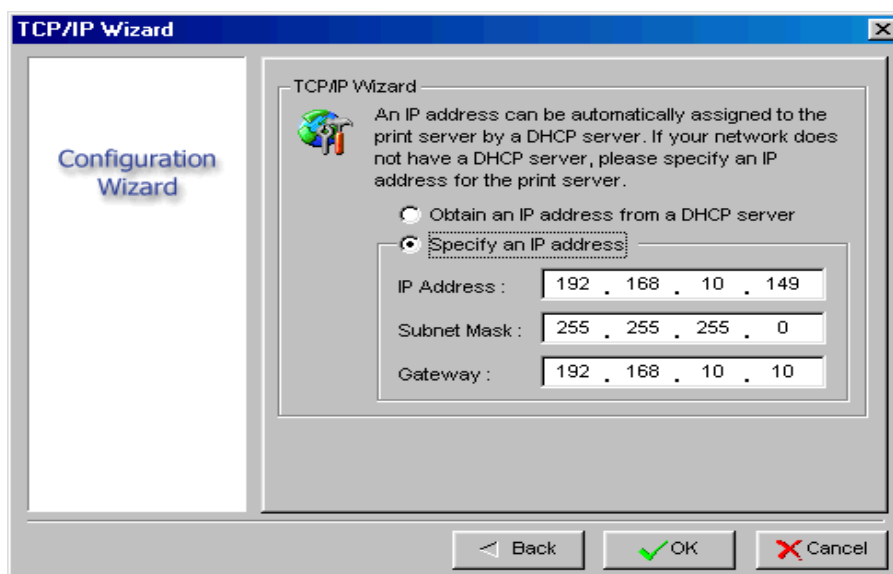 TCP/IP Wizard
Configuration
Wizard
TCP/IP Wizard
An IP address can be automatically assigned to the
print server by a DHCP server. If your network does
not have a DHCP server, please specify an IP
address for the print server.
Obtain an IP address from a DHCP server
Specify an IP address
IP Address : 192 . 168 . 10 . 149
Subnet Mask : 255 . 255 . 255 . 0
Gateway : 192 . 168 . 10 . 10
< Back OK Cancel